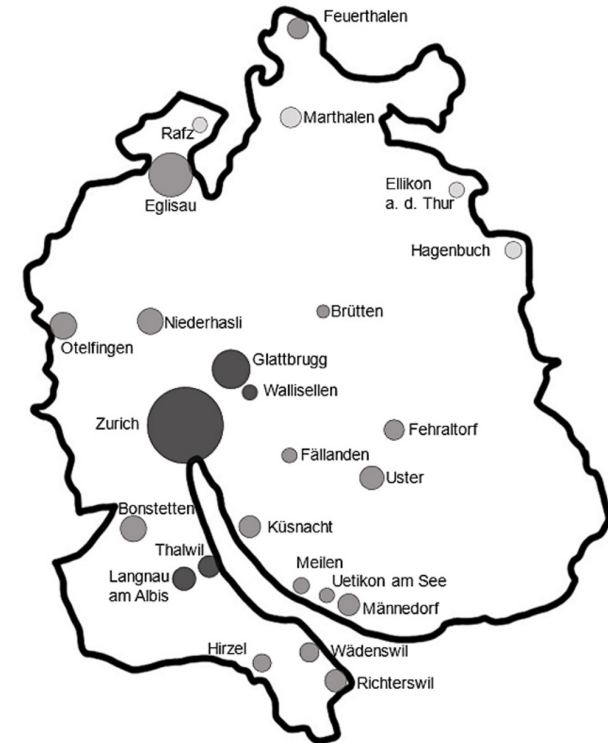 Feuerthalen
Marthalen
Rafz
Eglisau
Ellikon
a. d. Thur
Hagenbuch
Brütten
Niederhasli
Otelfingen
Glattbrugg
Wallisellen
Zurich
Fehraltorf
Fällanden
Uster
Bonstetten
Küsnacht
Thalwil
Langnau
am Albis
Meilen
Uetikon am See
Männedorf
Hirzel
Wädenswil
Richterswil